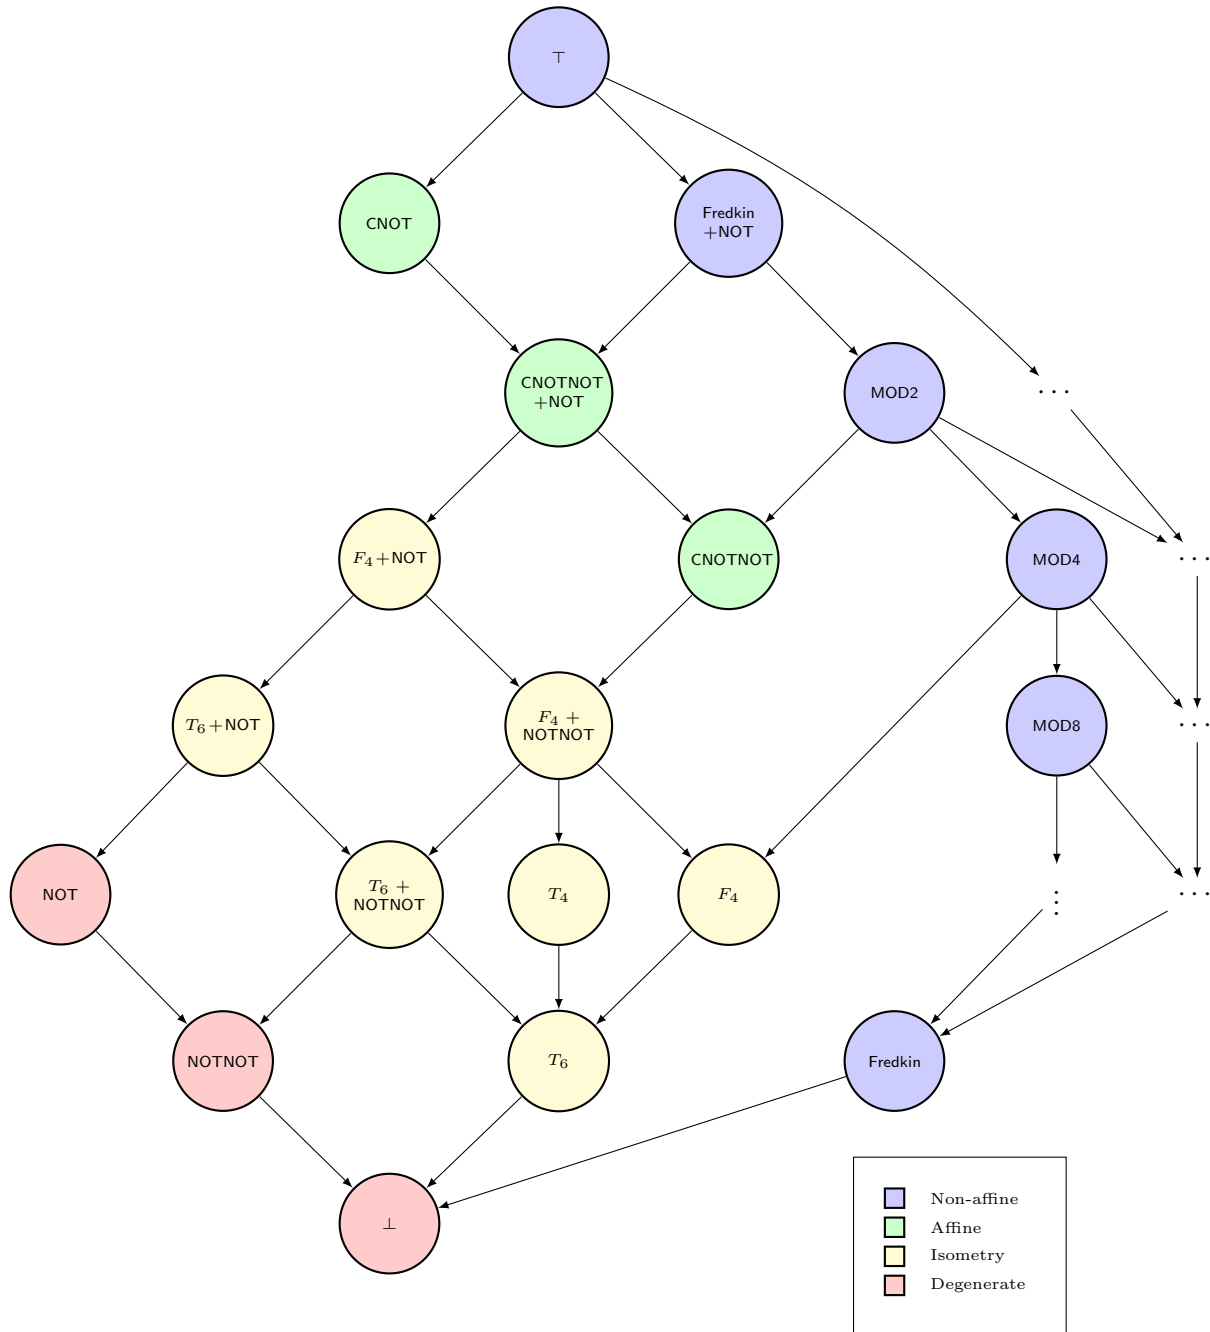 ⊤
CNOT
Fredkin
+NOT
CNOTNOT
+NOT
MOD2
⋯
F₄+NOT
CNOTNOT
MOD4
⋯
T₆+NOT
F₄ +
NOTNOT
MOD8
⋯
NOT
T₆ +
NOTNOT
T₄
F₄
⋮
⋯
NOTNOT
T₆
Fredkin
⊥
Non-affine
Affine
Isometry
Degenerate